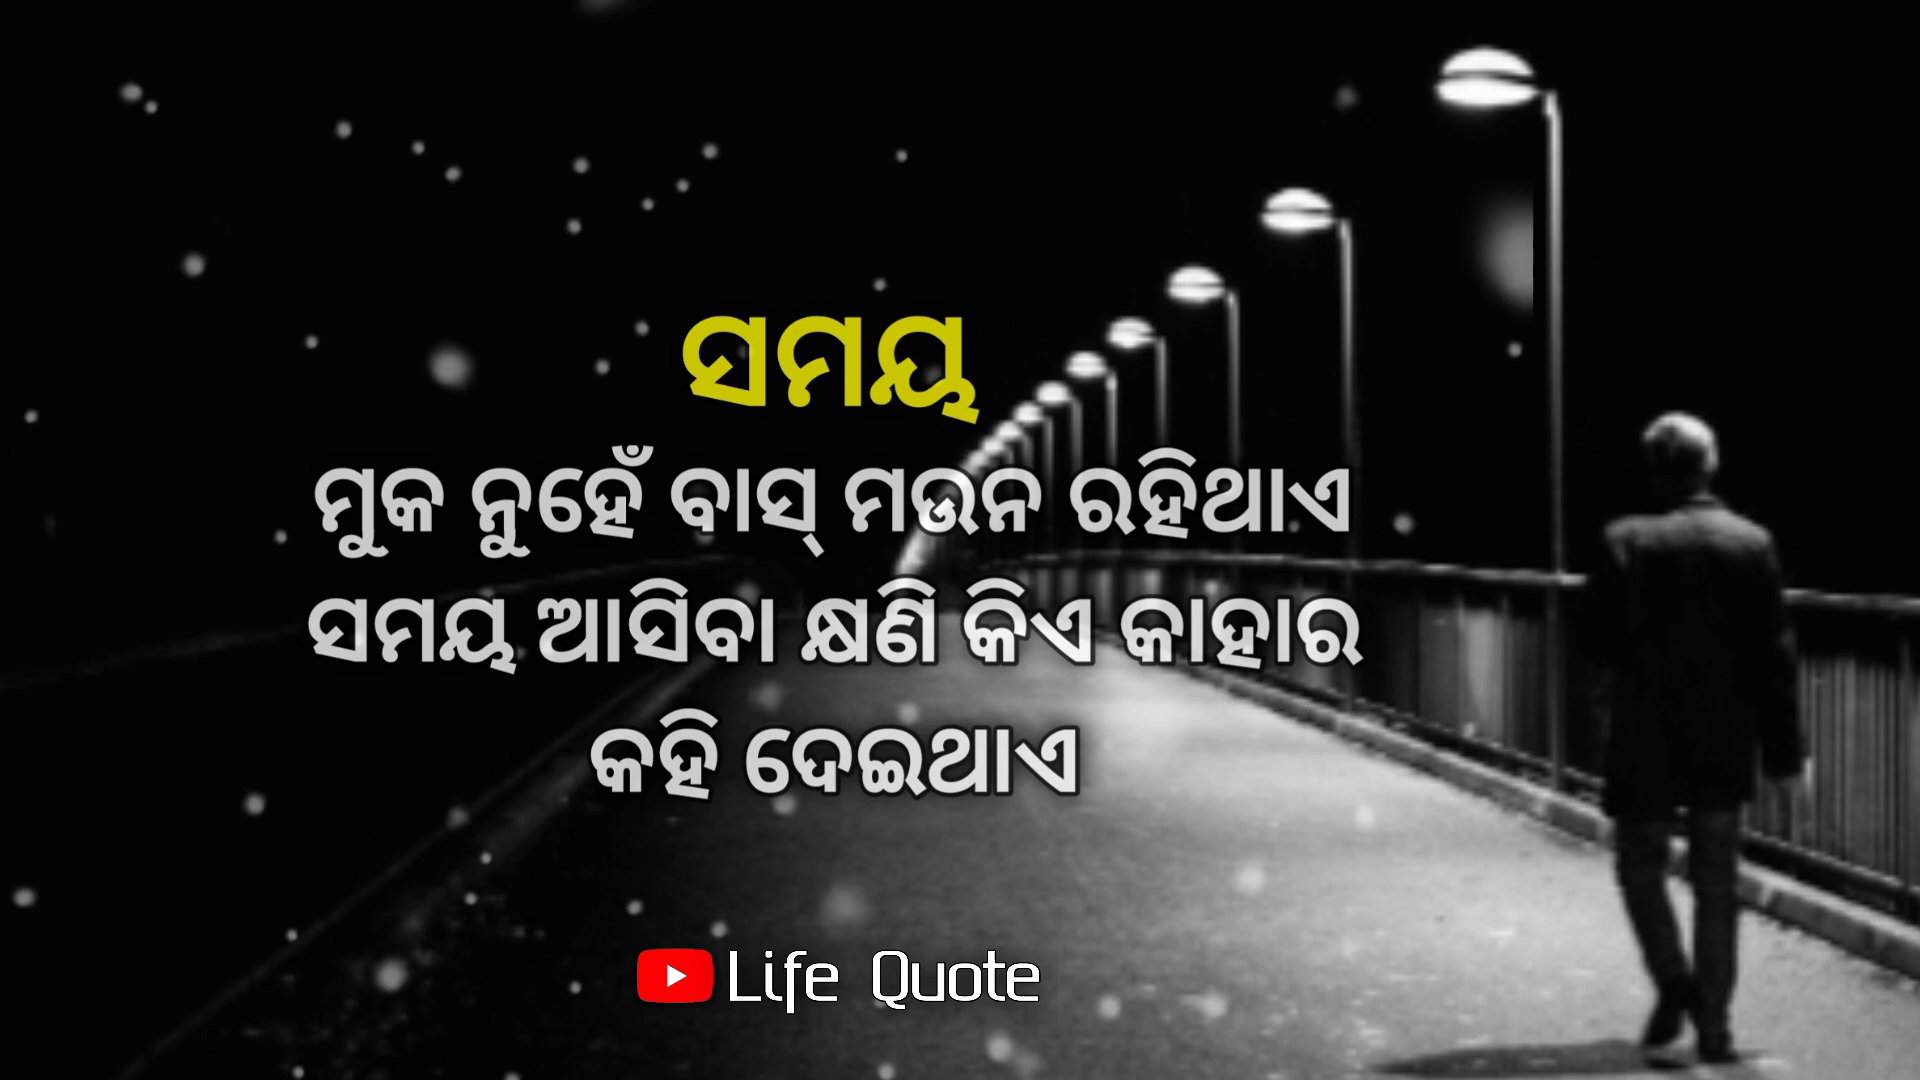 ସମୟ
ମୁକ ନୁହେଁ ବାସ୍ ମଉନ ରହିଥାଏ
ସମୟ ଆସିବା କ୍ଷଣି କିଏ କାହାର
କହି ଦେଇଥାଏ
Life Quote